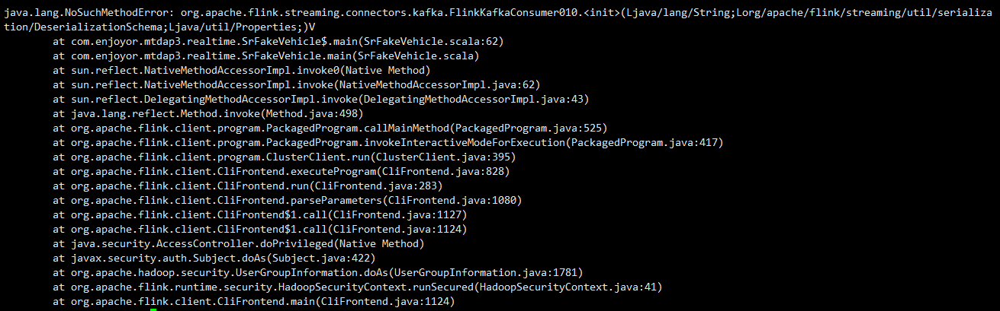 java.lang.NoSuchMethodError: org.apache.flink.streaming.connectors.kafka.FlinkKafkaConsumer010.<init>(Ljava/lang/String;Lorg/apache/flink/streaming/util/serializa
tion/DeserializationSchema;Ljava/util/Properties;)V
at com.enjoyor.mtdap3.realtime.SrFakeVehicle$.main(SrFakeVehicle.scala:62)
at com.enjoyor.mtdap3.realtime.SrFakeVehicle.main(SrFakeVehicle.scala)
at sun.reflect.NativeMethodAccessorImpl.invoke0(Native Method)
at sun.reflect.NativeMethodAccessorImpl.invoke(NativeMethodAccessorImpl.java:62)
at sun.reflect.DelegatingMethodAccessorImpl.invoke(DelegatingMethodAccessorImpl.java:43)
at java.lang.reflect.Method.invoke(Method.java:498)
at org.apache.flink.client.program.PackagedProgram.callMainMethod(PackagedProgram.java:525)
at org.apache.flink.client.program.PackagedProgram.invokeInteractiveModeForExecution(PackagedProgram.java:417)
at org.apache.flink.client.program.ClusterClient.run(ClusterClient.java:395)
at org.apache.flink.client.CliFrontend.executeProgram(CliFrontend.java:828)
at org.apache.flink.client.CliFrontend.run(CliFrontend.java:283)
at org.apache.flink.client.CliFrontend.parseParameters(CliFrontend.java:1080)
at org.apache.flink.client.CliFrontend$1.call(CliFrontend.java:1127)
at org.apache.flink.client.CliFrontend$1.call(CliFrontend.java:1124)
at java.security.AccessController.doPrivileged(Native Method)
at javax.security.auth.Subject.doAs(Subject.java:422)
at org.apache.hadoop.security.UserGroupInformation.doAs(UserGroupInformation.java:1781)
at org.apache.flink.runtime.security.HadoopSecurityContext.runSecured(HadoopSecurityContext.java:41)
at org.apache.flink.client.CliFrontend.main(CliFrontend.java:1124)